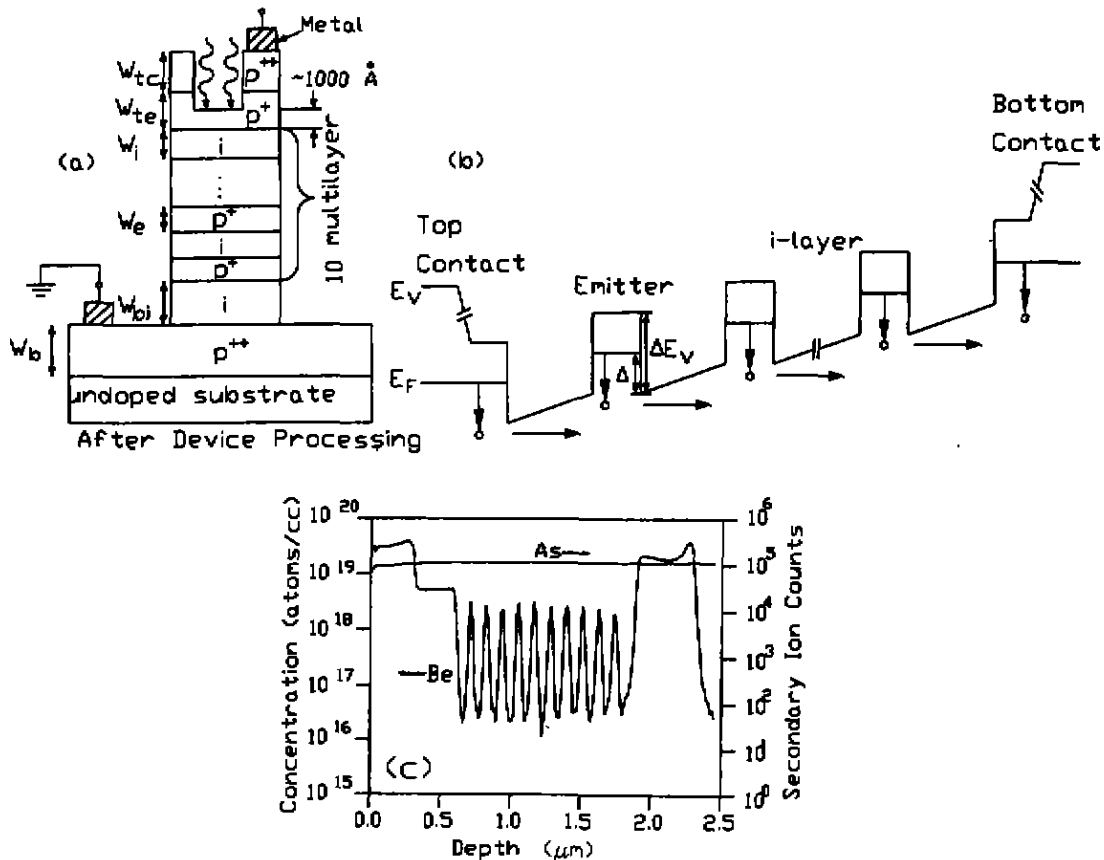 Metal
W_tc
p++
~1000 Å
W_te
p+
(a)
W_i
i
10 multilayer
W_e
p+
i
p+
W_bi
i
W_b
p++
undoped substrate
After Device Processing
(b)
Bottom
Contact
Top
Contact
i-layer
Emitter
E_V
ΔE_V
Δ
E_F
Concentration (atoms/cc)
10^20
10^19
10^18
10^17
10^16
10^15
As
Be
(c)
10^6
10^5
10^4
10^3
10^2
10^1
10^0
Secondary Ion Counts
0.0 0.5 1.0 1.5 2.0 2.5
Depth (μm)